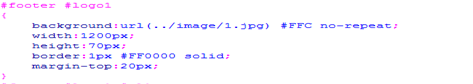 #footer #logo1
{
background:url(../image/1.jpg) #FFC no-repeat;
width:1200px;
height:70px;
border:1px #FF0000 solid;
margin-top:20px;
}